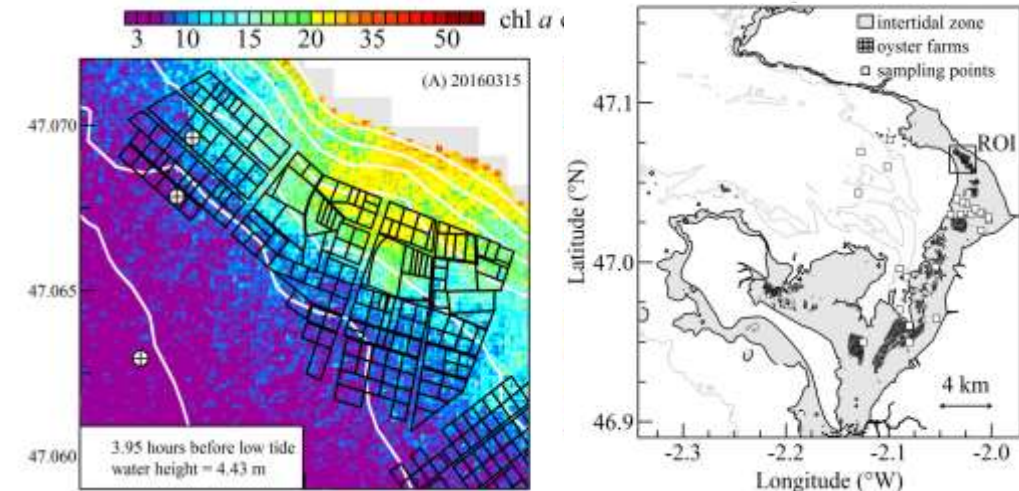 chl a
3 10 15 20 35 50
(A) 20160315
47.070
47.065
47.060
3.95 hours before low tide
water height = 4.43 m
intertidal zone
oyster farms
sampling points
47.1
ROI
Latitude (°N)
47.0
4 km
46.9
-2.3 -2.2 -2.1 -2.0
Longitude (°W)